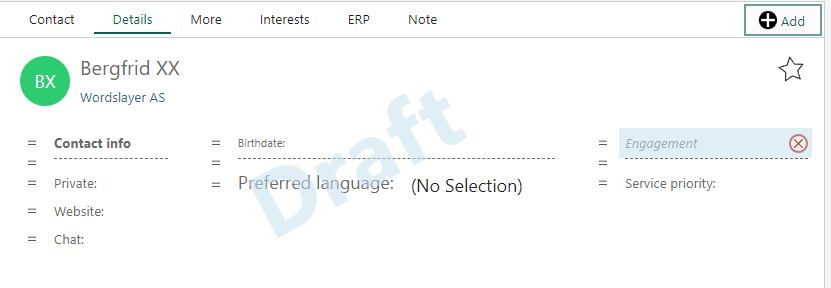 Contact Details More Interests ERP Note Add
BX Bergfrid XX
Wordslayer AS
Contact info Birthdate: Engagement
Private: Preferred language: (No Selection) Service priority:
Website:
Chat:
Draft